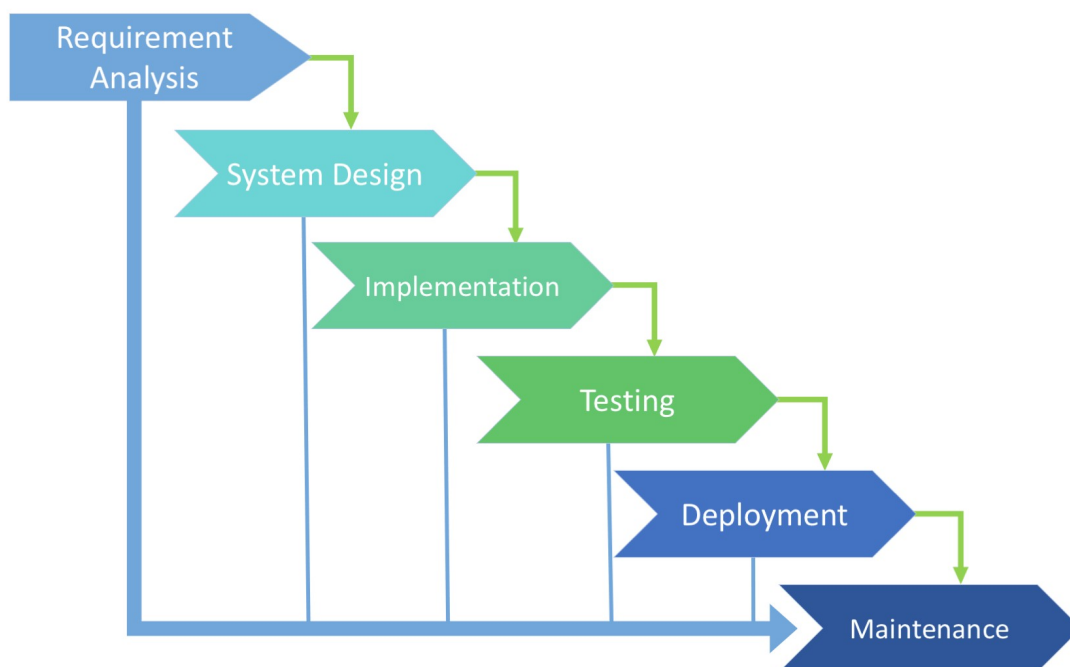 Requirement
Analysis
System Design
Implementation
Testing
Deployment
Maintenance